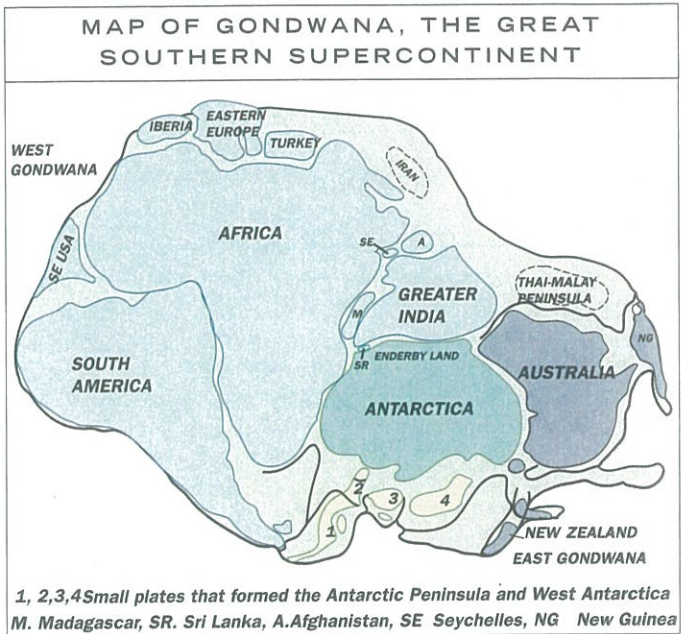 MAP OF GONDWANA, THE GREAT
SOUTHERN SUPERCONTINENT
IBERIA
EASTERN
EUROPE
TURKEY
WEST
GONDWANA
IRAN
AFRICA
SE
A
SE USA
GREATER
INDIA
THAI-MALAY
PENINSULA
M
NG
SR
ENDERBY LAND
SOUTH
AMERICA
AUSTRALIA
ANTARCTICA
2
3
4
1
NEW ZEALAND
EAST GONDWANA
1, 2,3,4Small plates that formed the Antarctic Peninsula and West Antarctica
M. Madagascar, SR. Sri Lanka, A.Afghanistan, SE Seychelles, NG New Guinea